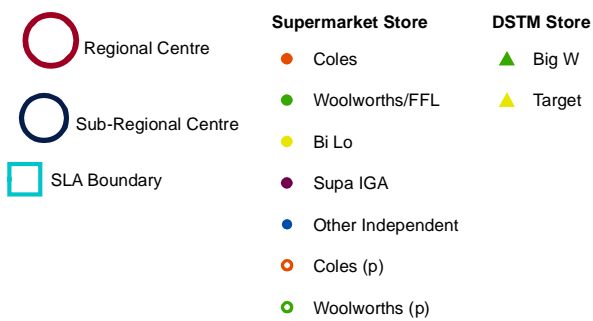 Regional Centre
Sub-Regional Centre
SLA Boundary
Supermarket Store
Coles
Woolworths/FFL
Bi Lo
Supa IGA
Other Independent
Coles (p)
Woolworths (p)
DSTM Store
Big W
Target